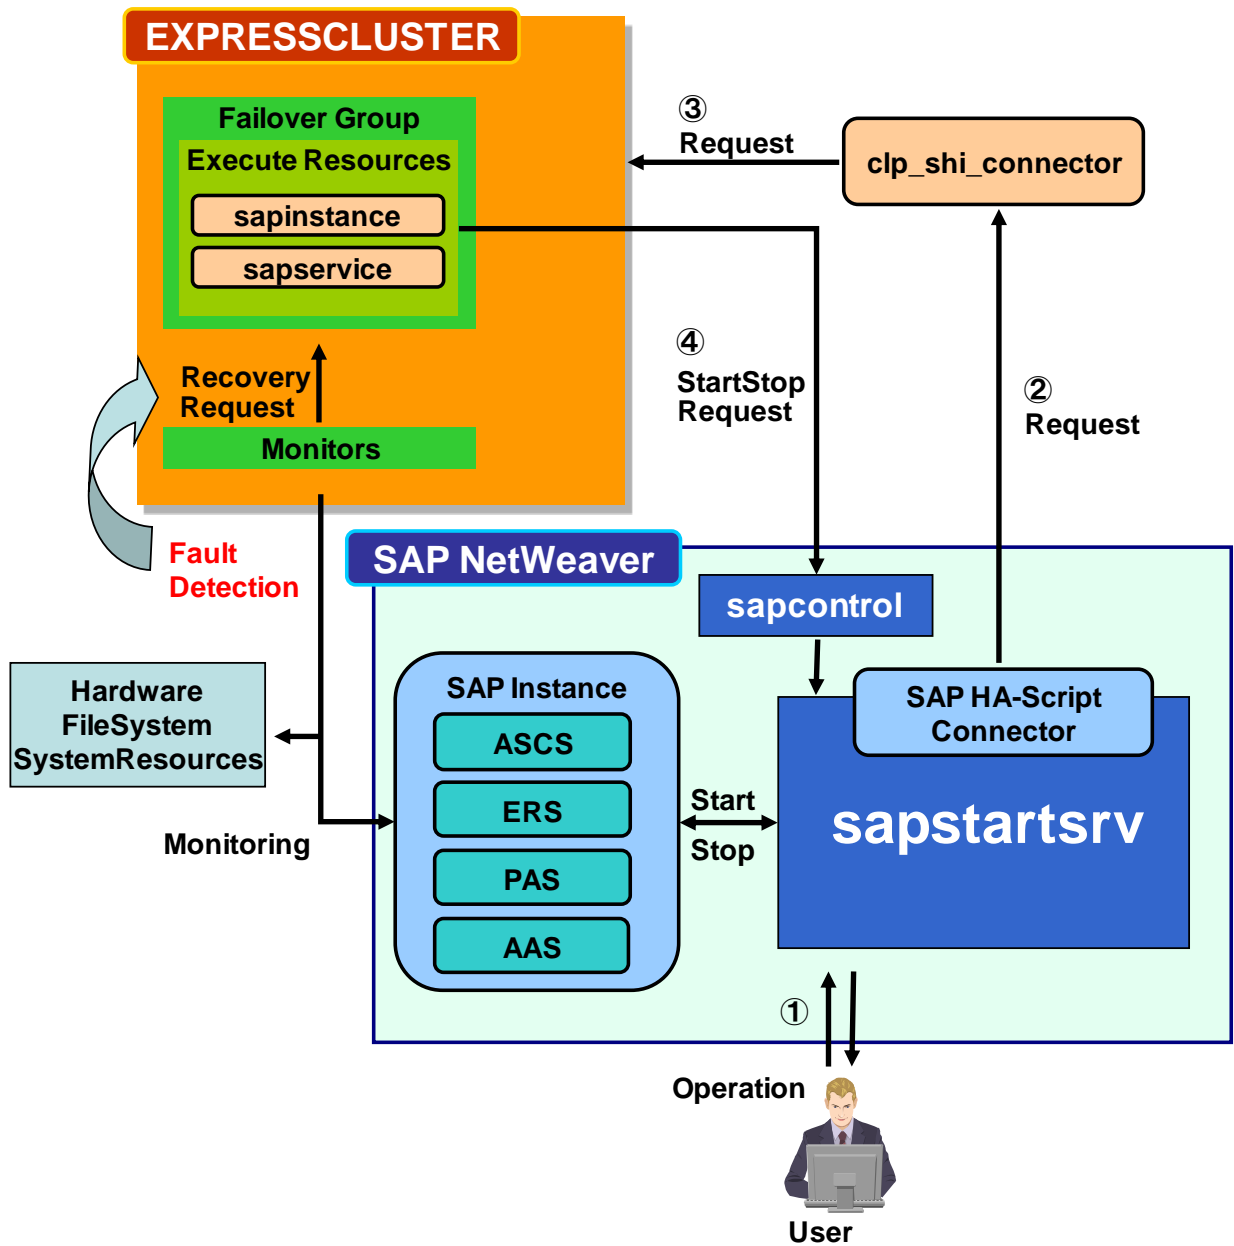 EXPRESSCLUSTER
Failover Group
Execute Resources
sapinstance
sapservice
Recovery
Request
Monitors
Fault
Detection
③
Request
clp_shi_connector
④
StartStop
Request
②
Request
SAP NetWeaver
sapcontrol
SAP HA-Script
Connector
sapstartsrv
SAP Instance
ASCS
ERS
PAS
AAS
Start
Stop
Hardware
FileSystem
SystemResources
Monitoring
①
Operation
User